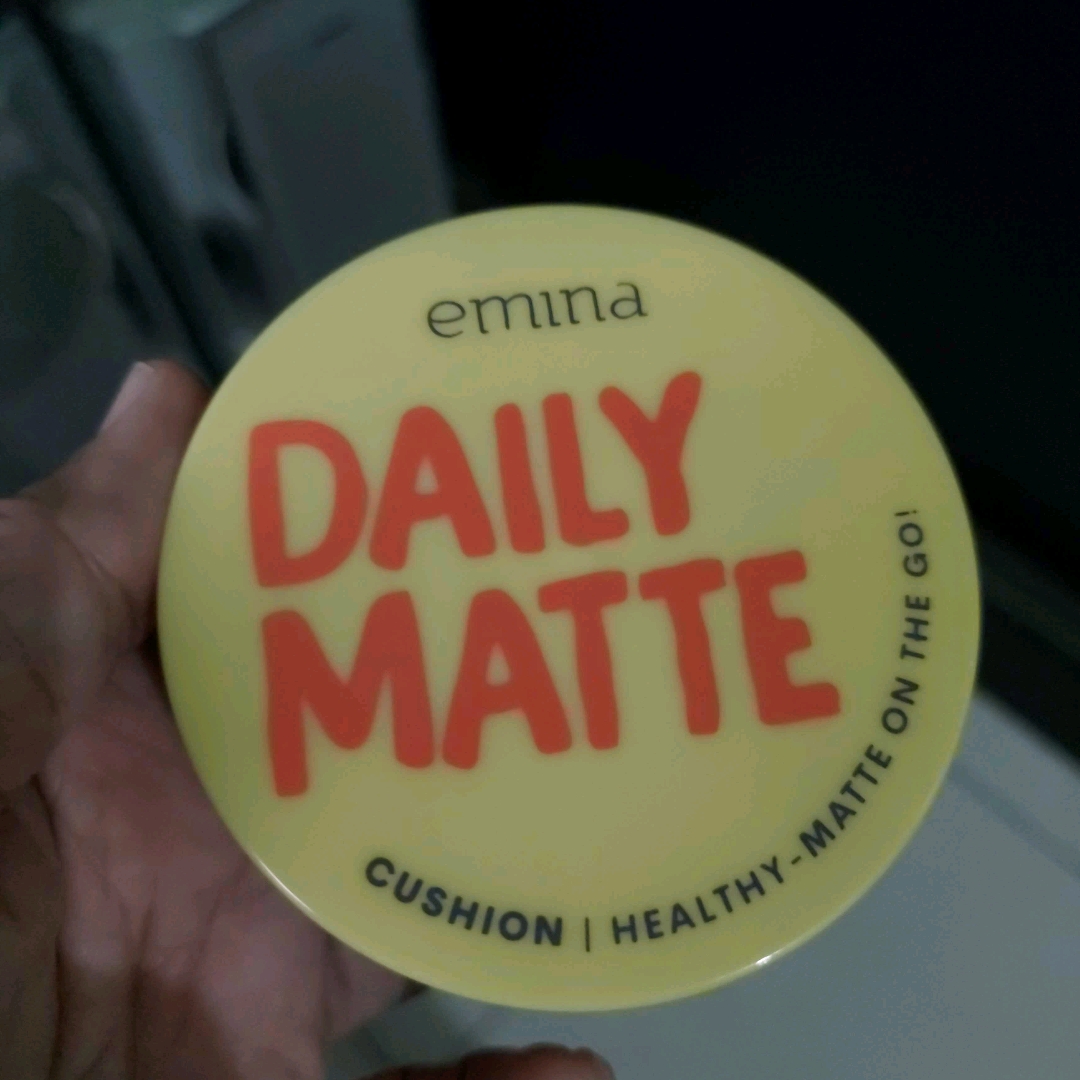 emina
DAILY
MATTE
CUSHION | HEALTHY-MATTE ON THE GO!